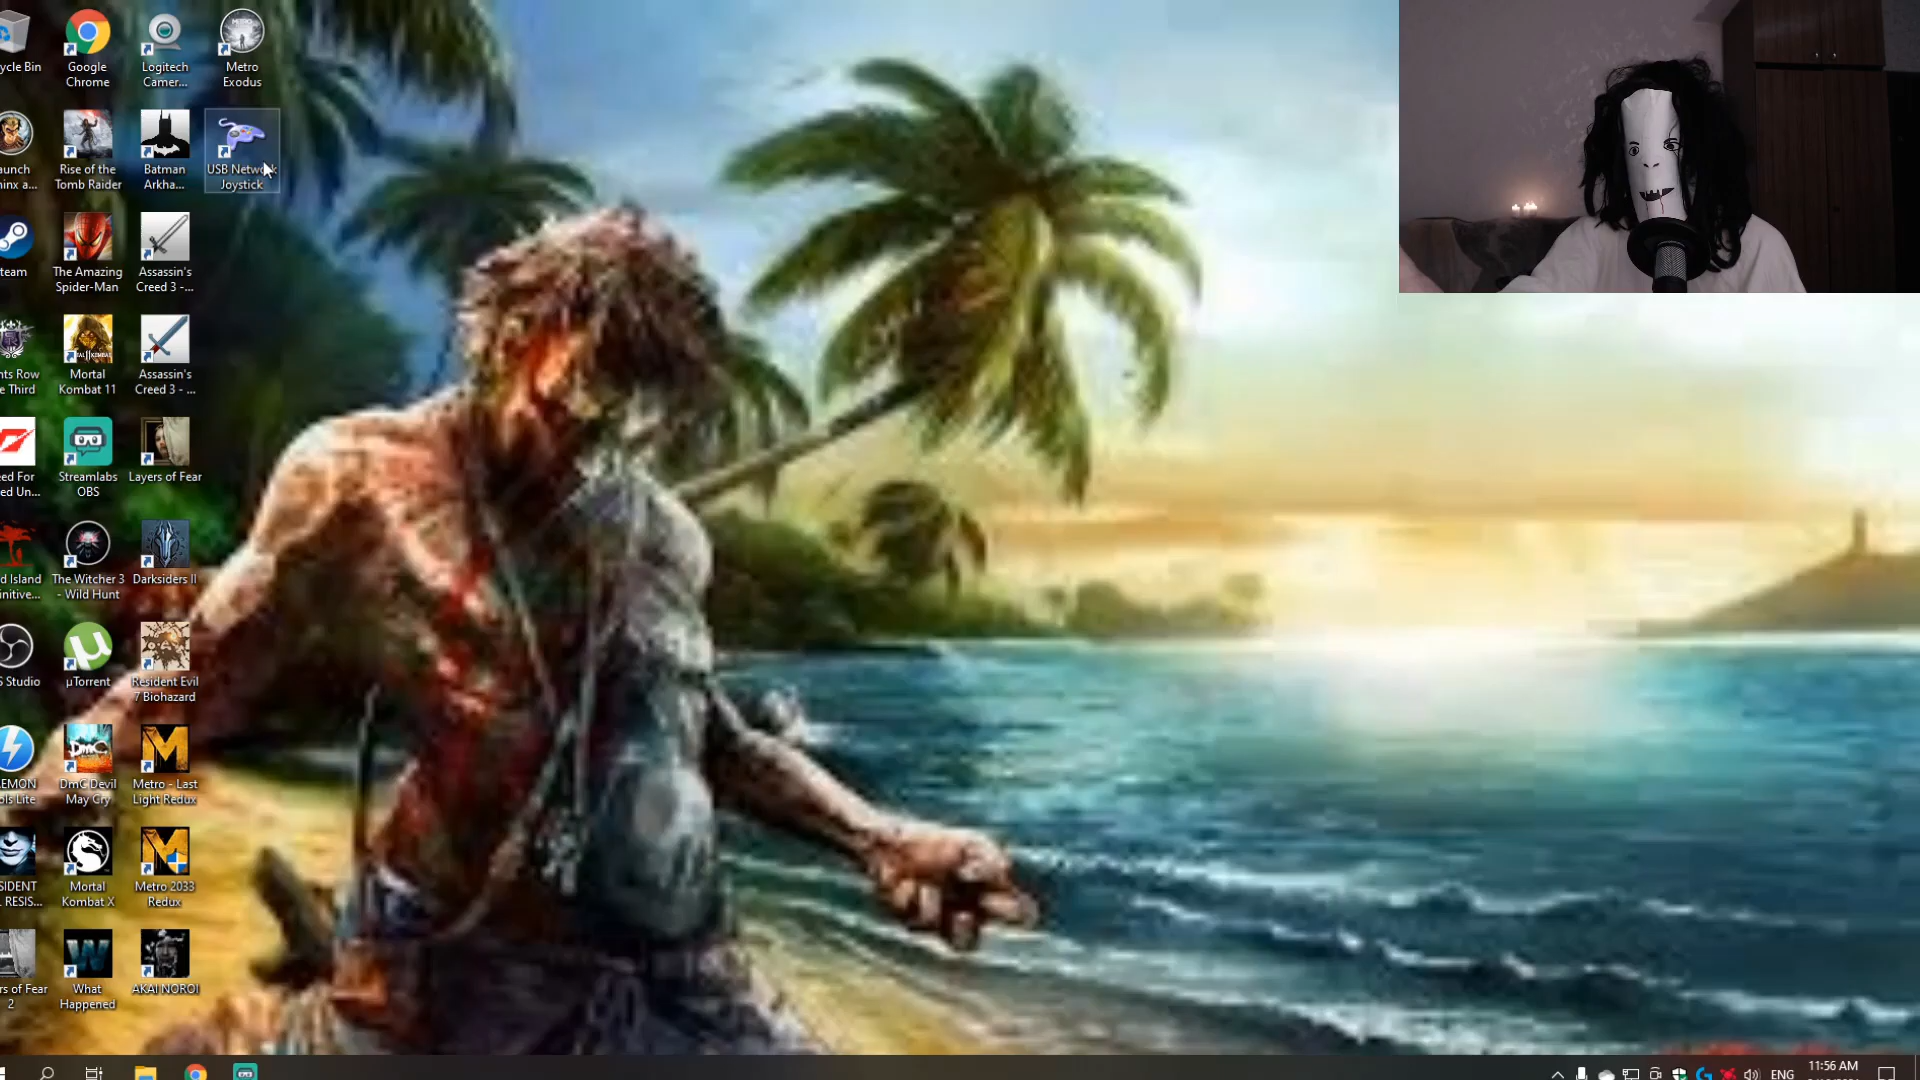 ycle Bin
Google
Chrome
Logitech
Camer...
Metro
Exodus
aunch
inx a...
Rise of the
Tomb Raider
Batman
Arkha...
USB Network
Joystick
team
The Amazing
Spider-Man
Assassin's
Creed 3 -...
nts Row
e Third
Mortal
Kombat 11
Assassin's
Creed 3 - ...
ed For
ed Un...
Streamlabs
OBS
Layers of Fear
d Island
initive...
The Witcher 3
- Wild Hunt
Darksiders II
S Studio
µTorrent
Resident Evil
7 Biohazard
EMON
ols Lite
DmC Devil
May Cry
Metro - Last
Light Redux
SIDENT
L RESIS...
Mortal
Kombat X
Metro 2033
Redux
rs of Fear
2
What
Happened
AKAI NOROI
ENG
11:56 AM